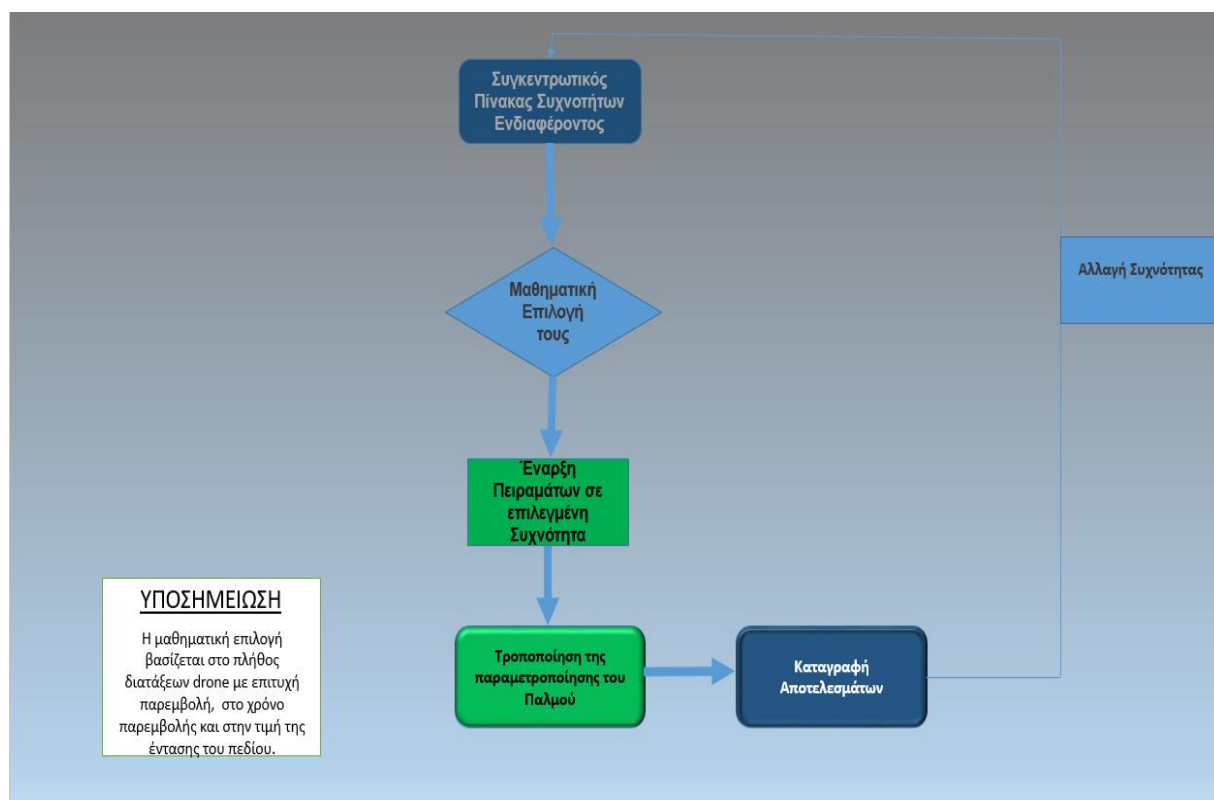 Συγκεντρωτικός
Πίνακας Συχνοτήτων
Ενδιαφέροντος
Αλλαγή Συχνότητας
Μαθηματική
Επιλογή
τους
Έναρξη
Πειραμάτων σε
επιλεγμένη
Συχνότητα
ΥΠΟΣΗΜΕΙΩΣΗ
Η μαθηματική επιλογή
βασίζεται στο πλήθος
διατάξεων drone με επιτυχή
παρεμβολή, στο χρόνο
παρεμβολής και στην τιμή της
έντασης του πεδίου.
Τροποποίηση της
παραμετροποίησης του
Παλμού
Καταγραφή
Αποτελεσμάτων